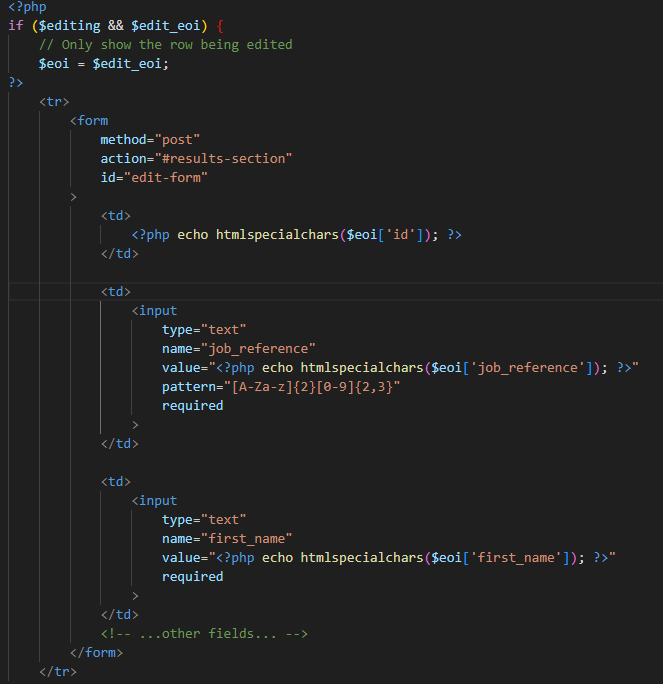 <?php
if ($editing && $edit_eoi) {
    // Only show the row being edited
    $eoi = $edit_eoi;
?>
    <tr>
        <form
            method="post"
            action="#results-section"
            id="edit-form"
        >
            <td>
                <?php echo htmlspecialchars($eoi['id']); ?>
            </td>

            <td>
                <input
                    type="text"
                    name="job_reference"
                    value="<?php echo htmlspecialchars($eoi['job_reference']); ?>"
                    pattern="[A-Za-z]{2}[0-9]{2,3}"
                    required
                >
            </td>

            <td>
                <input
                    type="text"
                    name="first_name"
                    value="<?php echo htmlspecialchars($eoi['first_name']); ?>"
                    required
                >
            </td>
            <!-- ...other fields... -->
        </form>
    </tr>